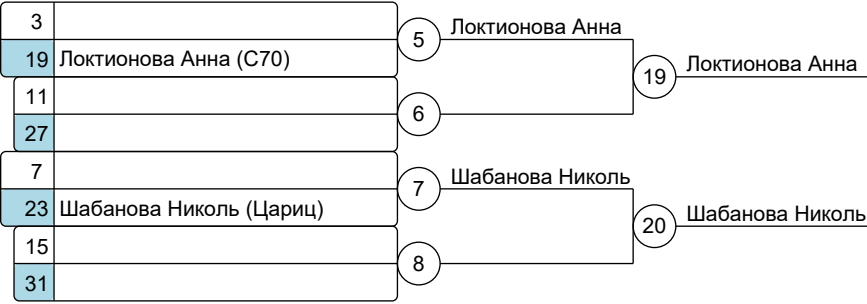 3
19 Локтионова Анна (С70)
5 Локтионова Анна
19 Локтионова Анна
11
27
6
7
23 Шабанова Николь (Цариц)
7 Шабанова Николь
20 Шабанова Николь
15
31
8